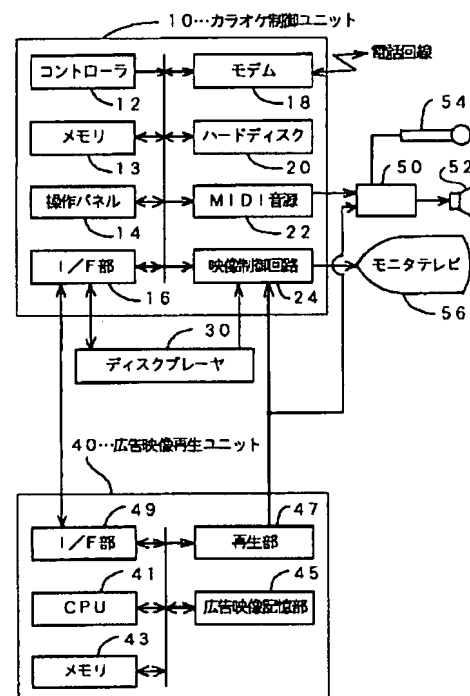 10…カラオケ制御ユニット
コントローラ
12
モデム
18
電話回線
メモリ
13
ハードディスク
20
操作パネル
14
MIDI音源
22
I/F部
16
映像制御回路
24
54
50
52
モニタテレビ
56
30
ディスクプレーヤ
40…広告映像再生ユニット
49
I/F部
47
再生部
41
CPU
45
広告映像記憶部
43
メモリ